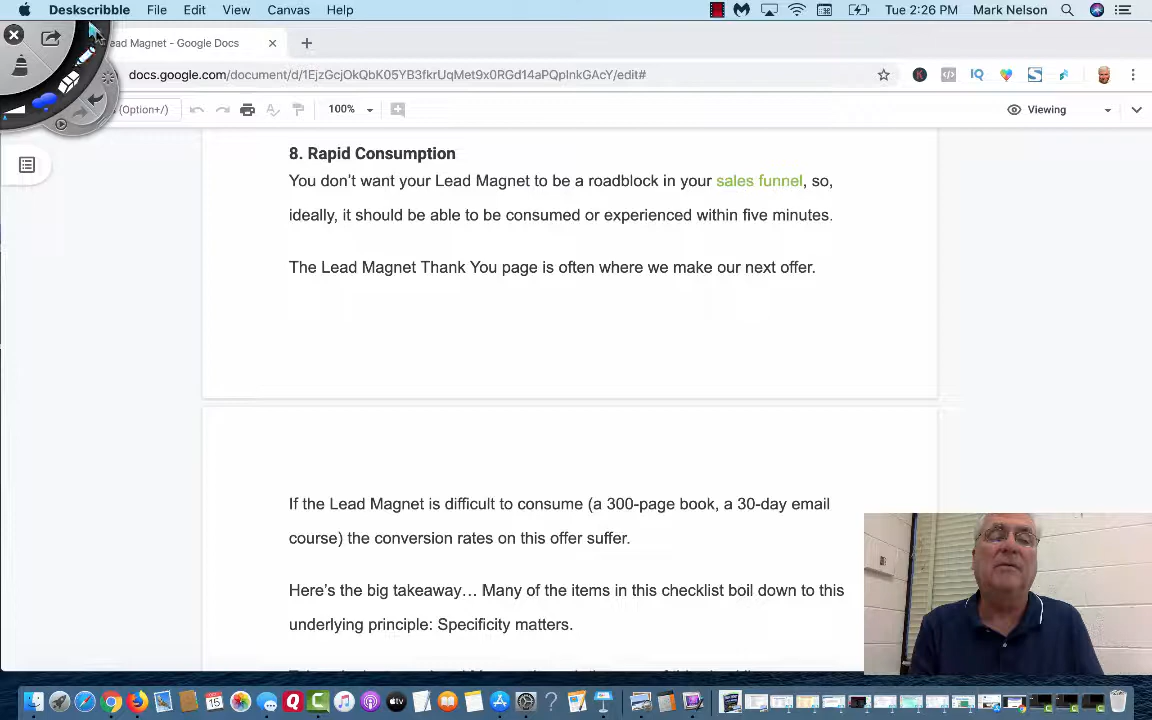 Deskscribble File Edit View Canvas Help Tue 2:26 PM Mark Nelson
ead Magnet - Google Docs
docs.google.com/document/d/1EjzGcjOkQbK05YB3fkrUqMet9x0RGd14aPQpInkGAcY/edit#
(Option+/) 100% Viewing
8. Rapid Consumption
You don't want your Lead Magnet to be a roadblock in your sales funnel, so,
ideally, it should be able to be consumed or experienced within five minutes.
The Lead Magnet Thank You page is often where we make our next offer.
If the Lead Magnet is difficult to consume (a 300-page book, a 30-day email
course) the conversion rates on this offer suffer.
Here's the big takeaway… Many of the items in this checklist boil down to this
underlying principle: Specificity matters.